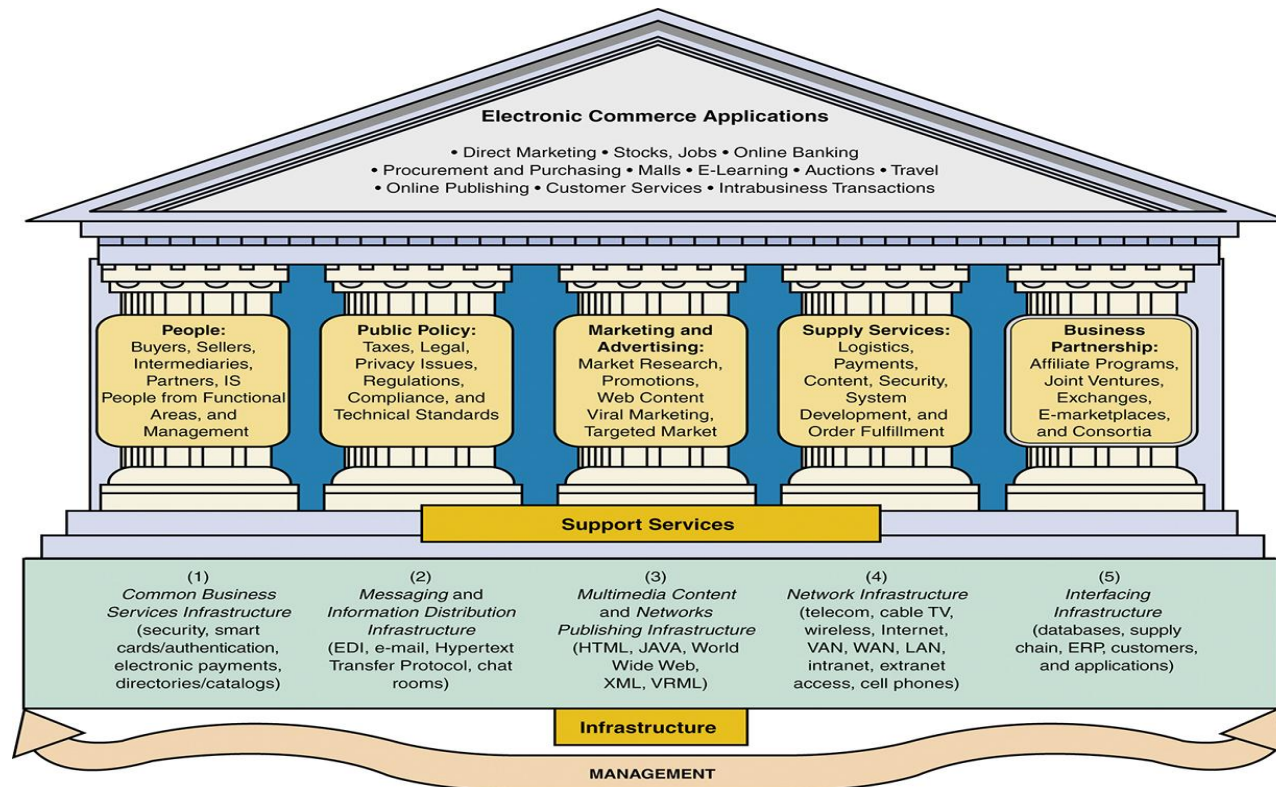 Electronic Commerce Applications
• Direct Marketing • Stocks, Jobs • Online Banking
• Procurement and Purchasing • Malls • E-Learning • Auctions • Travel
• Online Publishing • Customer Services • Intrabusiness Transactions
People:
Buyers, Sellers,
Intermediaries,
Partners, IS
People from Functional
Areas, and
Management
Public Policy:
Taxes, Legal,
Privacy Issues,
Regulations,
Compliance, and
Technical Standards
Marketing and
Advertising:
Market Research,
Promotions,
Web Content
Viral Marketing,
Targeted Market
Supply Services:
Logistics,
Payments,
Content, Security,
System
Development, and
Order Fulfillment
Business
Partnership:
Affiliate Programs,
Joint Ventures,
Exchanges,
E-marketplaces,
and Consortia
Support Services
(1)
Common Business
Services Infrastructure
(security, smart
cards/authentication,
electronic payments,
directories/catalogs)
(2)
Messaging and
Information Distribution
Infrastructure
(EDI, e-mail, Hypertext
Transfer Protocol, chat
rooms)
(3)
Multimedia Content
and Networks
Publishing Infrastructure
(HTML, JAVA, World
Wide Web,
XML, VRML)
(4)
Network Infrastructure
(telecom, cable TV,
wireless, Internet,
VAN, WAN, LAN,
intranet, extranet
access, cell phones)
(5)
Interfacing
Infrastructure
(databases, supply
chain, ERP, customers,
and applications)
Infrastructure
MANAGEMENT